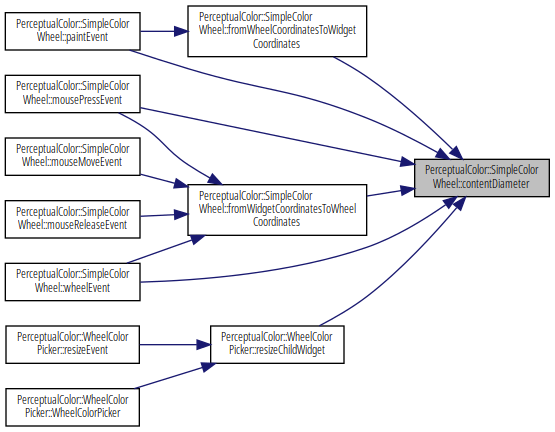 PerceptualColor::SimpleColor
Wheel::paintEvent
PerceptualColor::SimpleColor
Wheel::fromWheelCoordinatesToWidget
Coordinates
PerceptualColor::SimpleColor
Wheel::mousePressEvent
PerceptualColor::SimpleColor
Wheel::mouseMoveEvent
PerceptualColor::SimpleColor
Wheel::contentDiameter
PerceptualColor::SimpleColor
Wheel::fromWidgetCoordinatesToWheel
Coordinates
PerceptualColor::SimpleColor
Wheel::mouseReleaseEvent
PerceptualColor::SimpleColor
Wheel::wheelEvent
PerceptualColor::WheelColor
Picker::resizeEvent
PerceptualColor::WheelColor
Picker::resizeChildWidget
PerceptualColor::WheelColor
Picker::WheelColorPicker